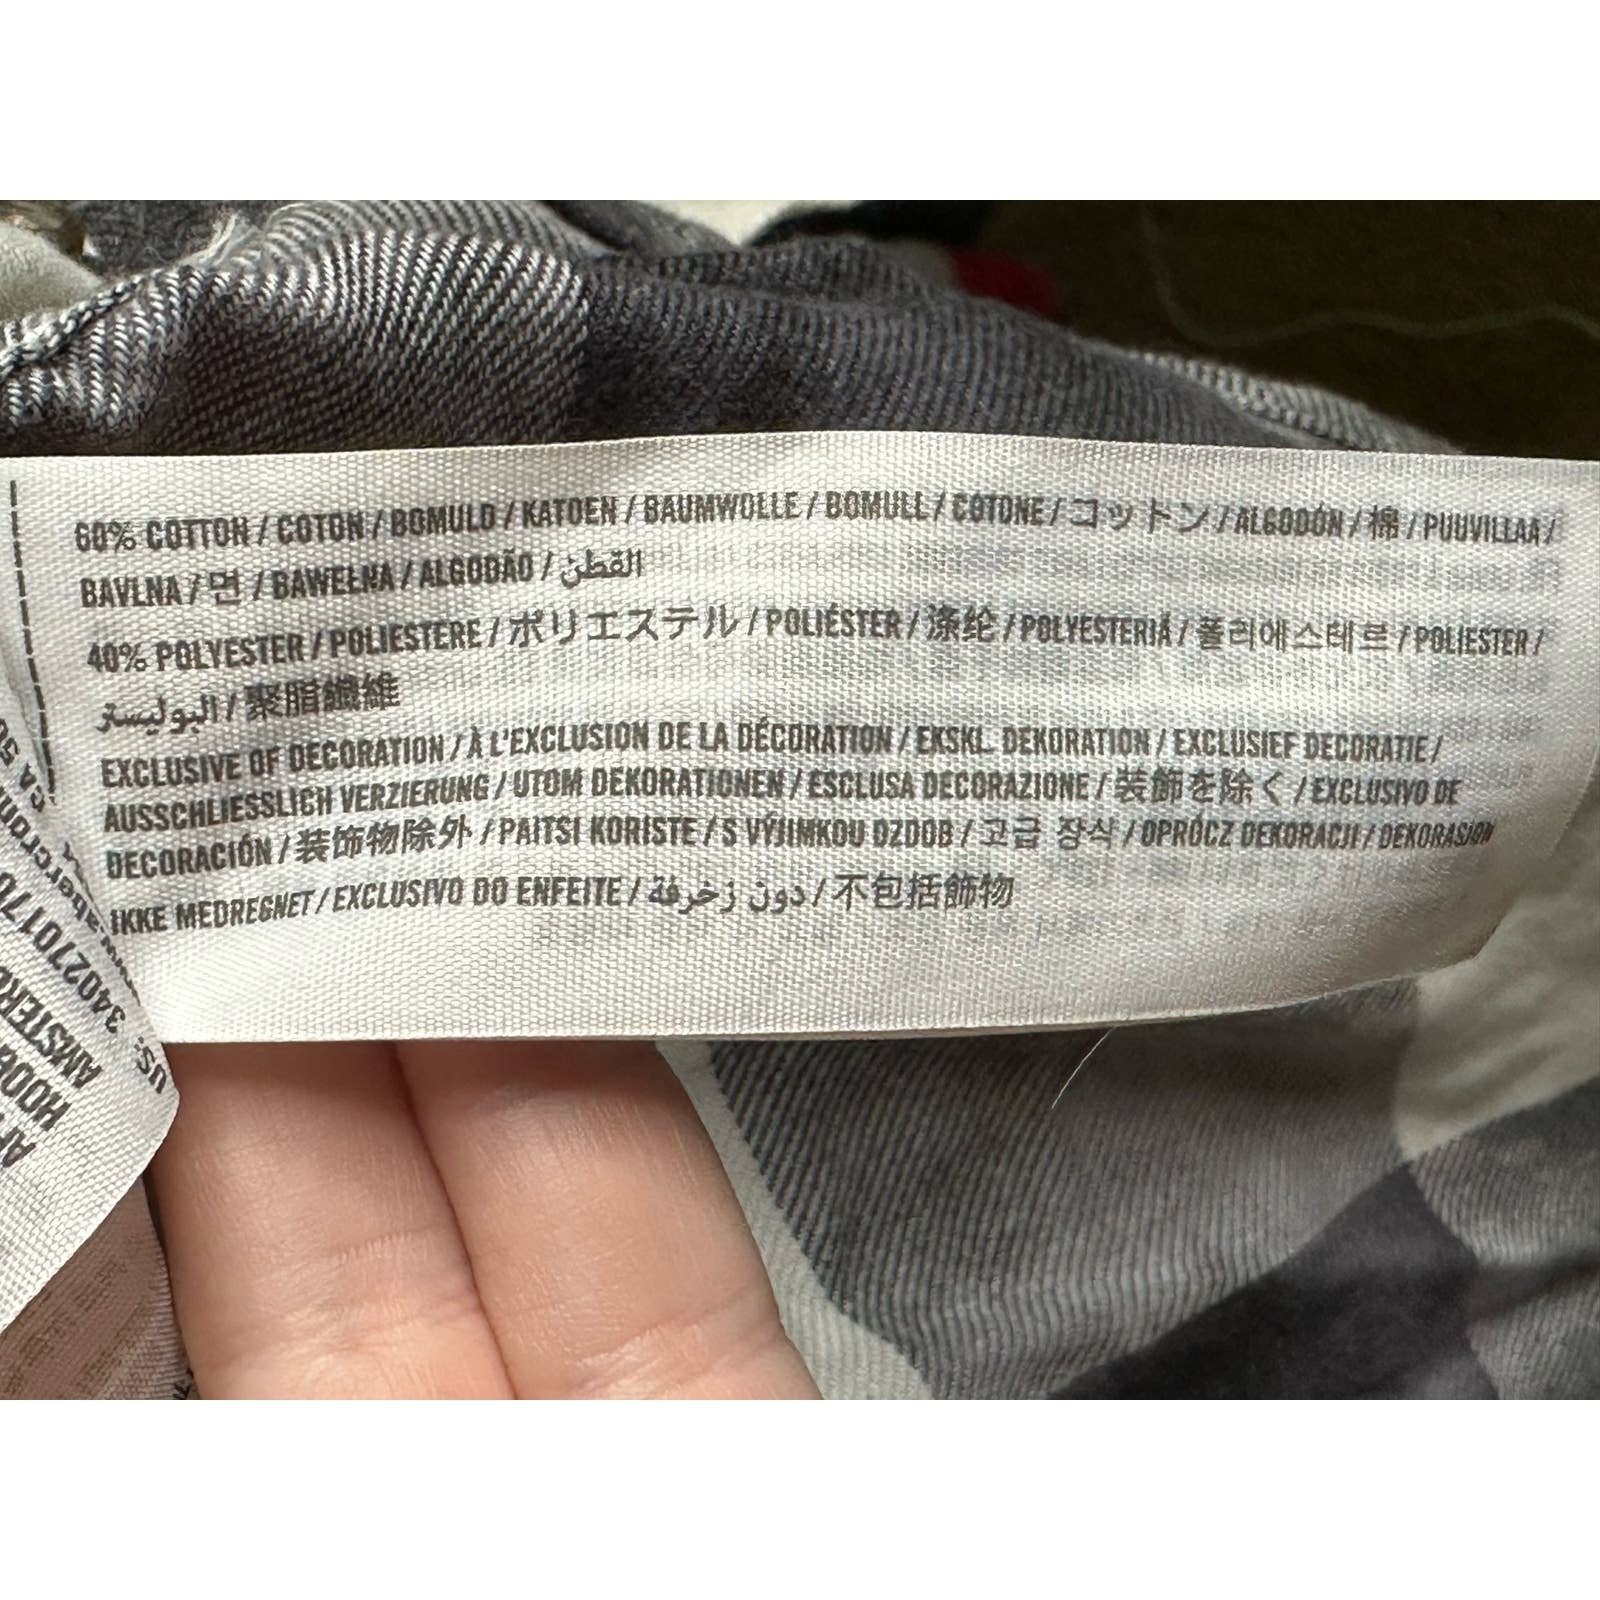 60% COTTON / COTON / BOMULD / KATOEN / BAUMWOLLE / BOMULL / COTONE / コットン / ALGODÓN / 棉 / PUUVILLAA /
BAVLNA / 면 / BAWEŁNA / ALGODÃO / القطن
40% POLYESTER / POLIESTERE / ポリエステル / POLIÉSTER / 涤纶 / POLYESTERIÄ / 폴리에스테르 / POLIESTER /
البوليستر / 聚脂纖維
EXCLUSIVE OF DECORATION / À L'EXCLUSION DE LA DÉCORATION / EKSKL. DEKORATION / EXCLUSIEF DECORATIE /
AUSSCHLIESSLICH VERZIERUNG / UTOM DEKORATIONEN / ESCLUSA DECORAZIONE / 装飾を除く / EXCLUSIVO DE
DECORACIÓN / 装饰物除外 / PAITSI KORISTE / S VÝJIMKOU OZDOB / 고급 장식 / OPRÓCZ DEKORACJI / DEKORASJON
IKKE MEDREGNET / EXCLUSIVO DO ENFEITE / دون زخرفة / 不包括飾物
US: 340270170